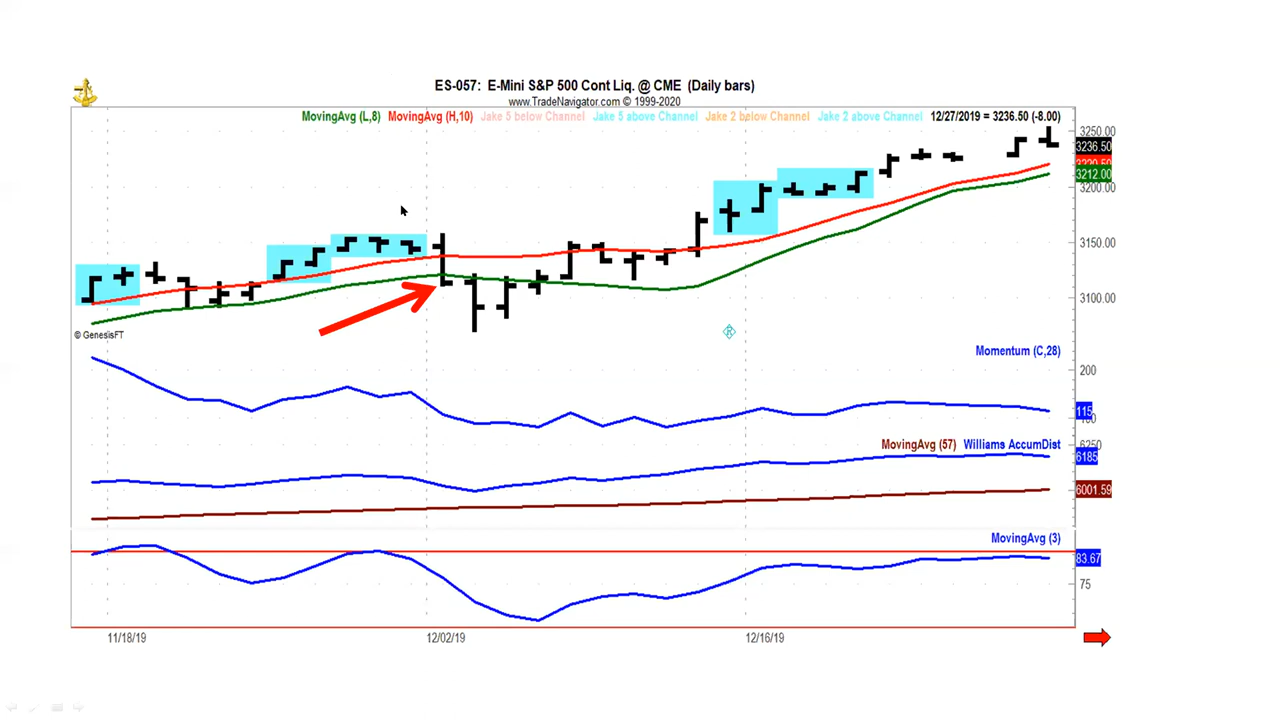 ES-057: E-Mini S&P 500 Cont Liq. @ CME (Daily bars)
www.TradeNavigator.com © 1999-2020
MovingAvg (L,8) MovingAvg (H,10) Jake 5 below Channel Jake 5 above Channel Jake 2 below Channel Jake 2 above Channel 12/27/2019 = 3236.50 (-8.00)
3250.00
3236.50
3220.50
3212.00
3200.00
3150.00
3100.00
R
© GenesisFT
Momentum (C,28)
200
115
100
MovingAvg (57) Williams AccumDist
6250
6185
6001.59
MovingAvg (3)
83.67
75
11/18/19 12/02/19 12/16/19